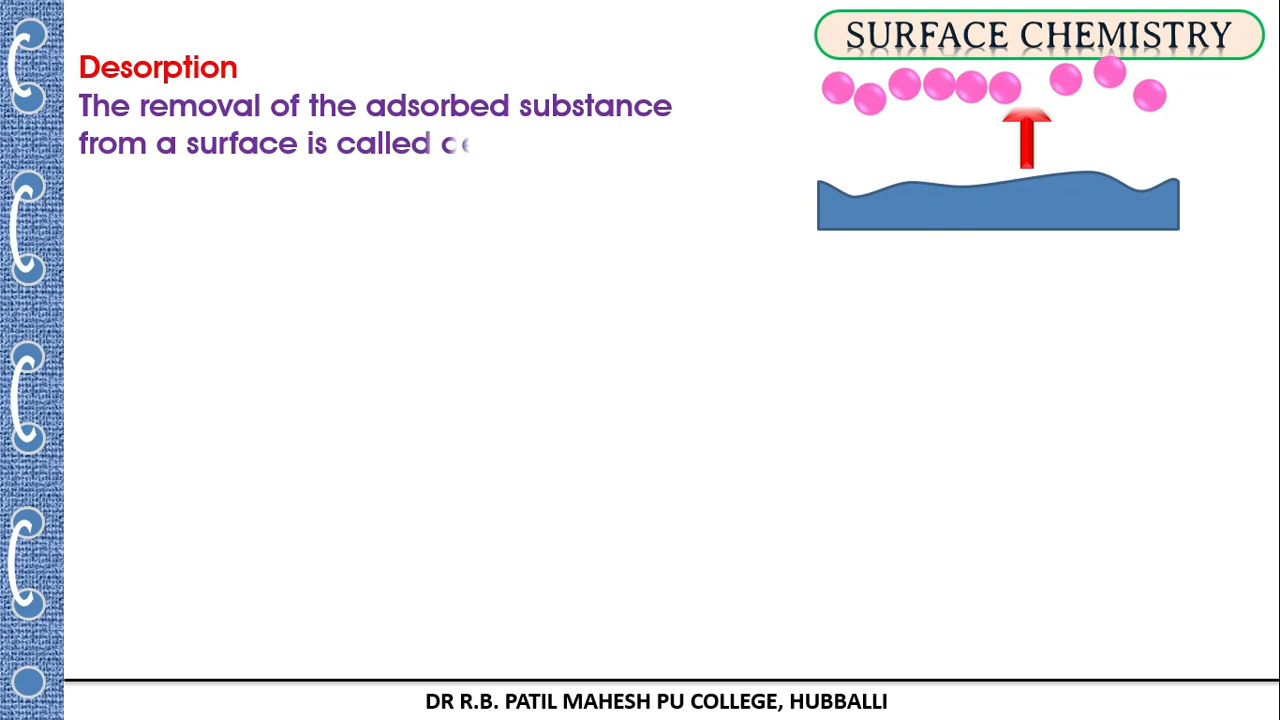 SURFACE CHEMISTRY
Desorption
The removal of the adsorbed substance
from a surface is called
DR R.B. PATIL MAHESH PU COLLEGE, HUBBALLI